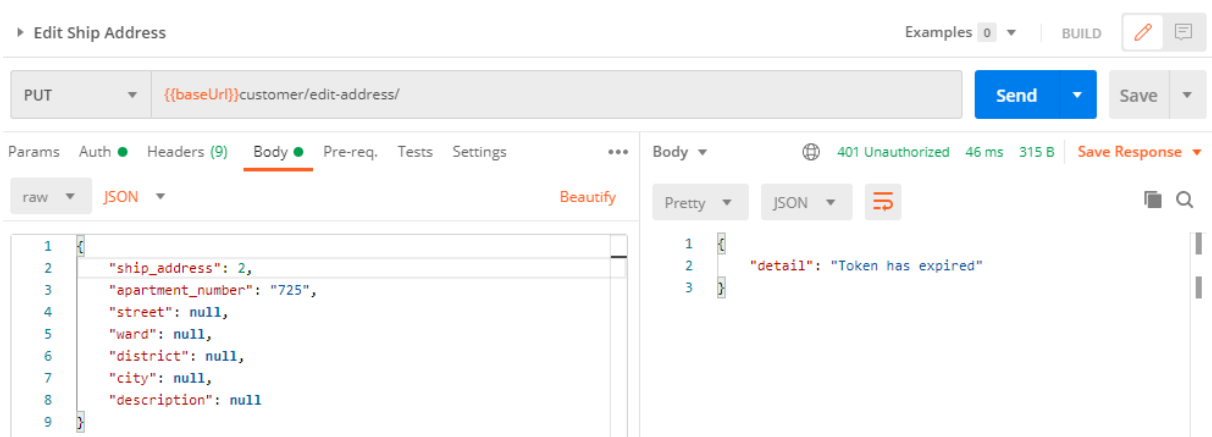 Edit Ship Address
Examples 0
BUILD
PUT
{{baseUrl}}customer/edit-address/
Send
Save
Params Auth Headers (9) Body Pre-req. Tests Settings
Body
401 Unauthorized 46 ms 315 B Save Response
raw JSON Beautify
Pretty JSON
1 {
2 "ship_address": 2,
3 "apartment_number": "725",
4 "street": null,
5 "ward": null,
6 "district": null,
7 "city": null,
8 "description": null
9 }
1 {
2 "detail": "Token has expired"
3 }